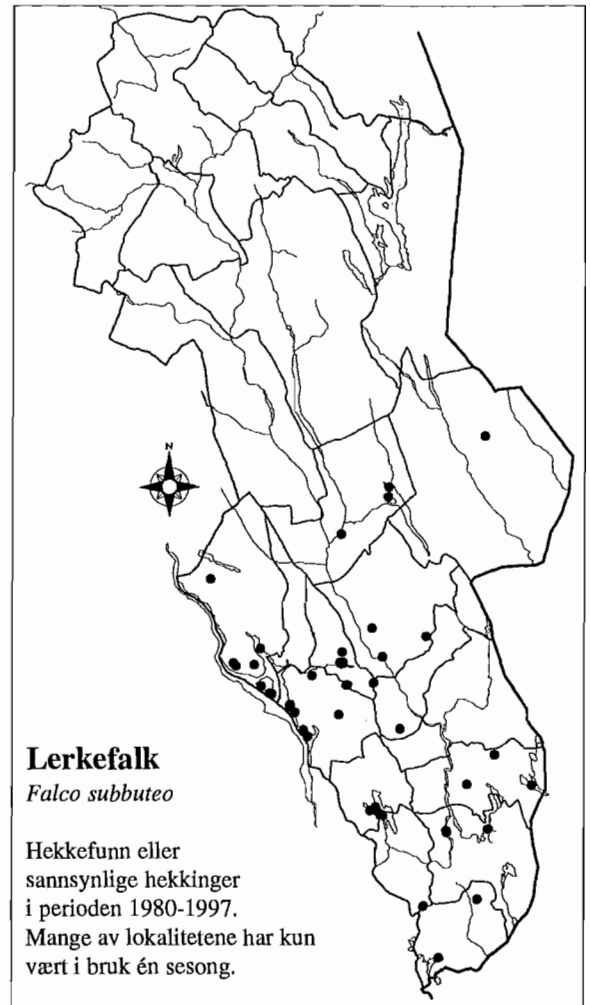 N
Lerkefalk
Falco subbuteo
Hekkefunn eller
sannsynlige hekkinger
i perioden 1980-1997.
Mange av lokalitetene har kun
vært i bruk én sesong.